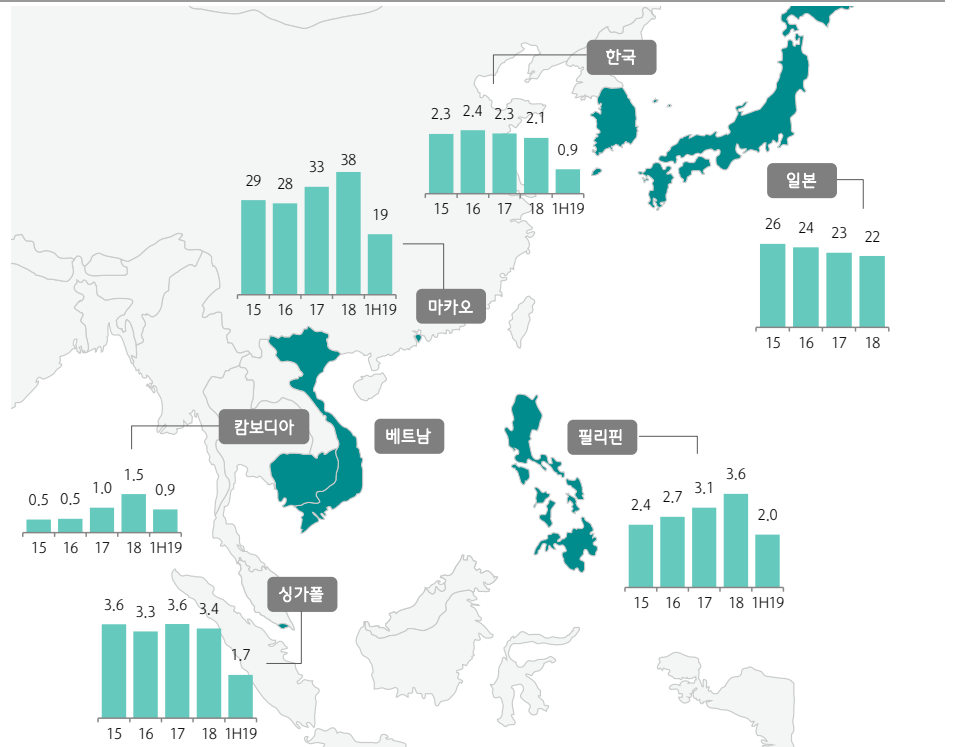 한국
2.3 2.4 2.3 2.1 0.9
15 16 17 18 1H19
일본
26 24 23 22
15 16 17 18
29 28 33 38 19
15 16 17 18 1H19
마카오
캄보디아
0.5 0.5 1.0 1.5 0.9
15 16 17 18 1H19
베트남
필리핀
2.4 2.7 3.1 3.6 2.0
15 16 17 18 1H19
싱가폴
3.6 3.3 3.6 3.4 1.7
15 16 17 18 1H19